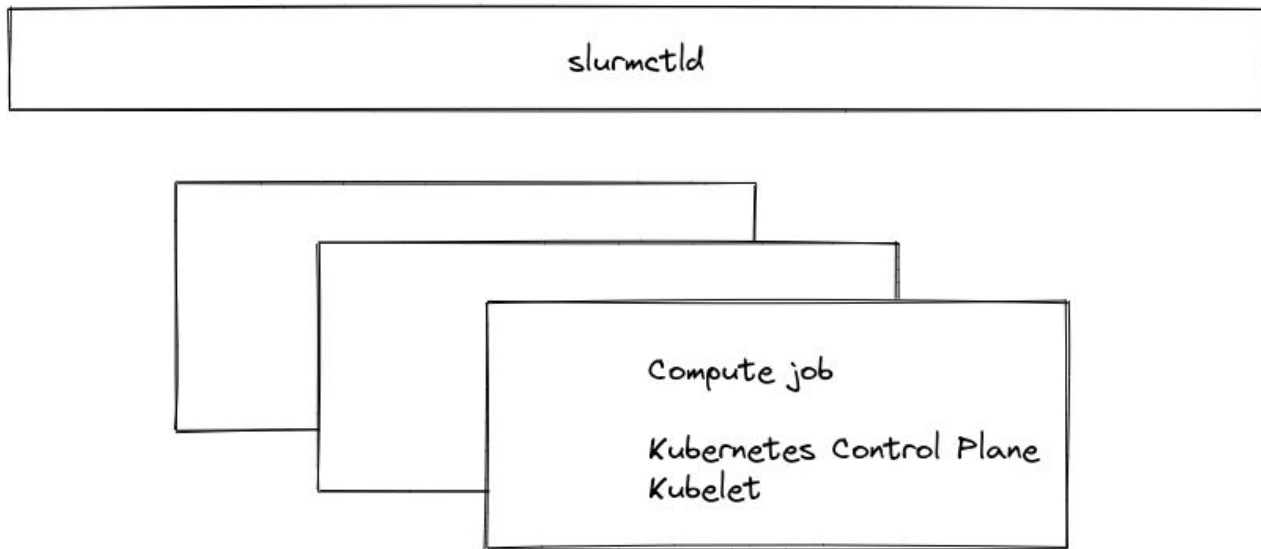 slurmctld
Compute job
Kubernetes Control Plane
Kubelet